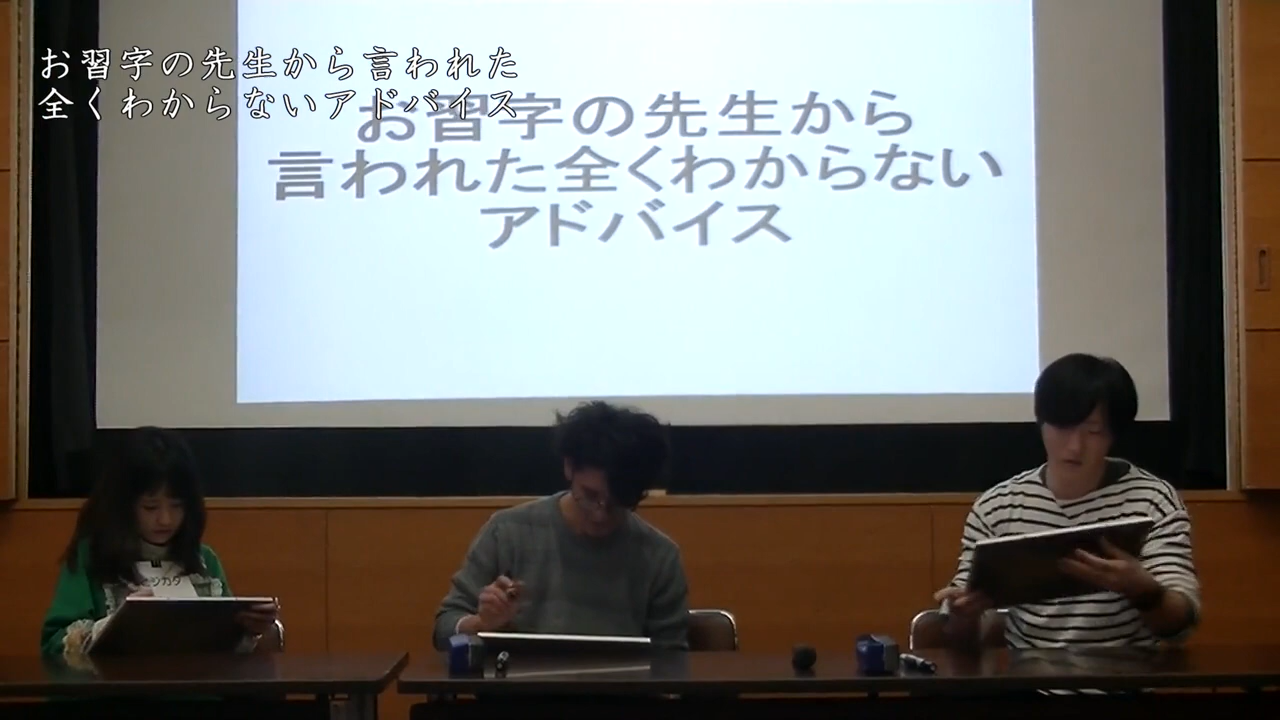 お習字の先生から言われた
全くわからないアドバイス
お習字の先生から
言われた全くわからない
アドバイス